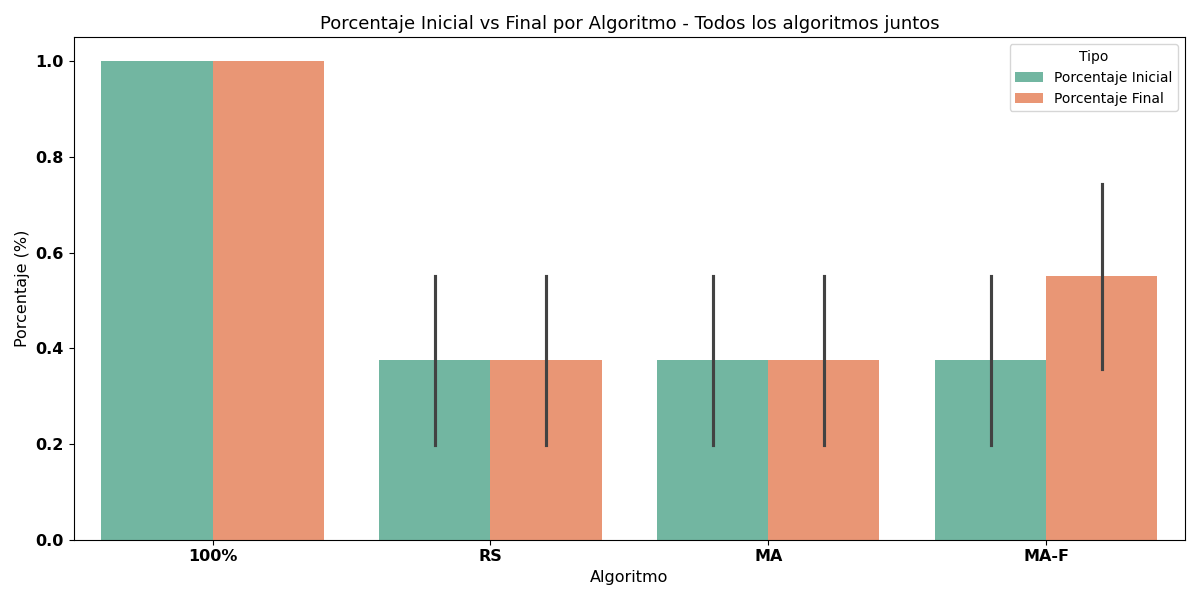 Porcentaje Inicial vs Final por Algoritmo - Todos los algoritmos juntos
Tipo
Porcentaje Inicial
Porcentaje Final
Porcentaje (%)
1.0
0.8
0.6
0.4
0.2
0.0
100%
RS
MA
MA-F
Algoritmo